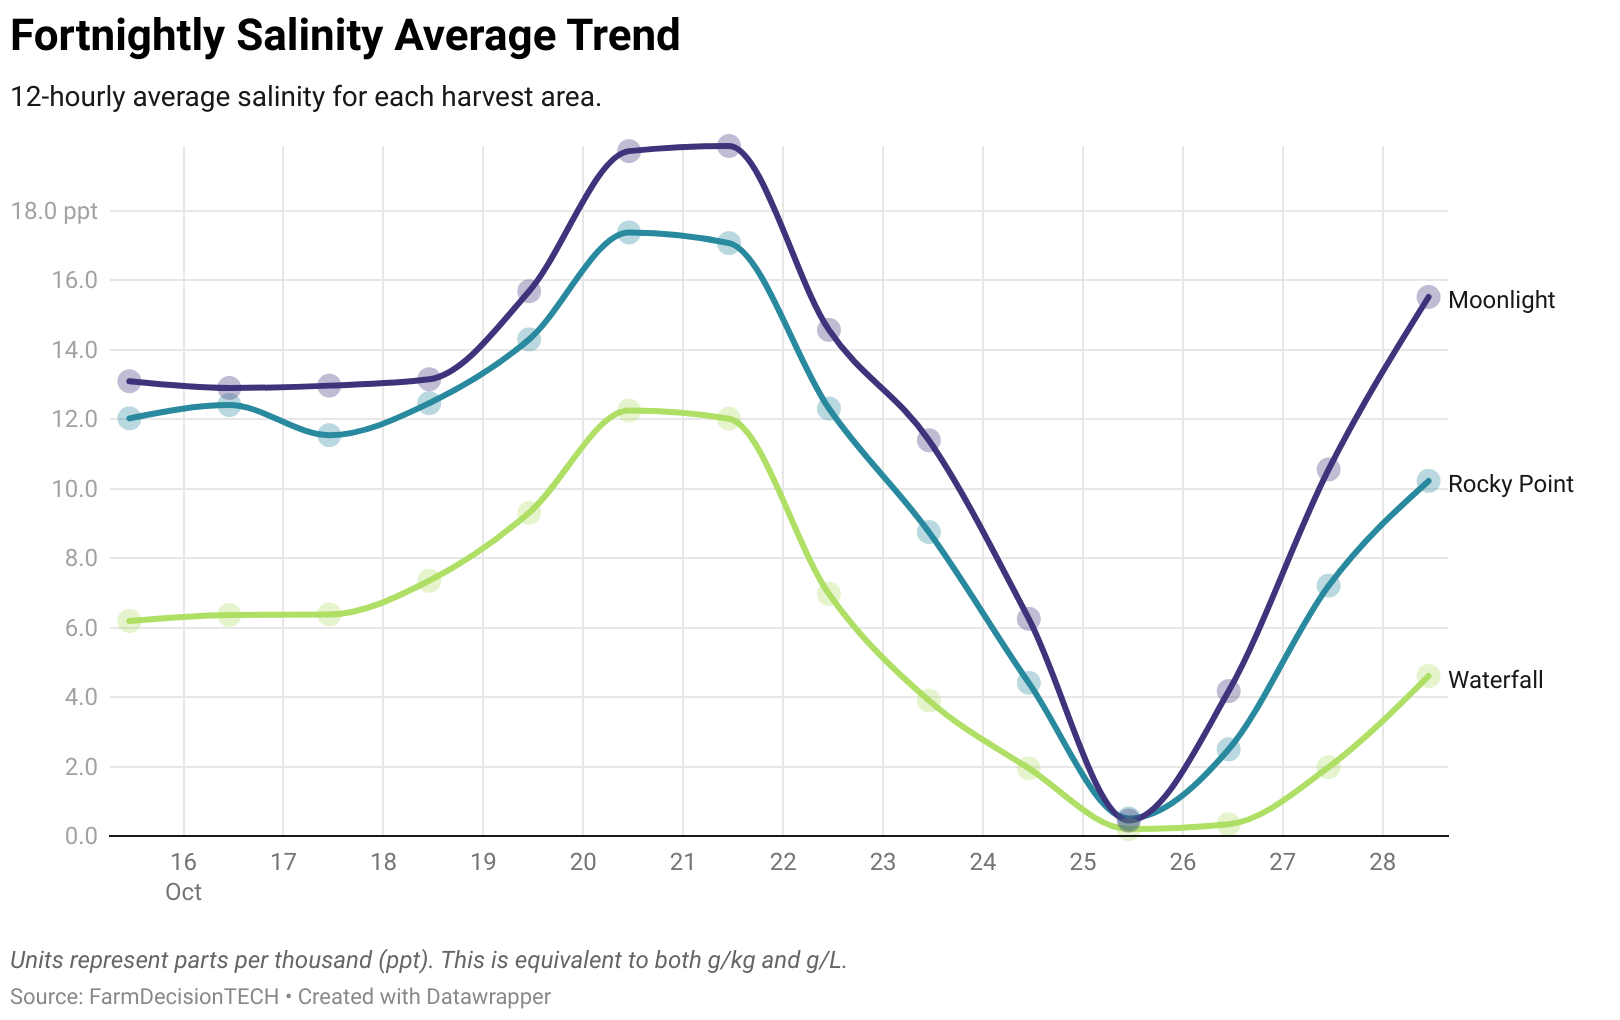 Fortnightly Salinity Average Trend
12-hourly average salinity for each harvest area.
18.0 ppt
16.0
14.0
12.0
10.0
8.0
6.0
4.0
2.0
0.0
Moonlight
Rocky Point
Waterfall
16 17 18 19 20 21 22 23 24 25 26 27 28
Oct
Units represent parts per thousand (ppt). This is equivalent to both g/kg and g/L.
Source: FarmDecisionTECH • Created with Datawrapper